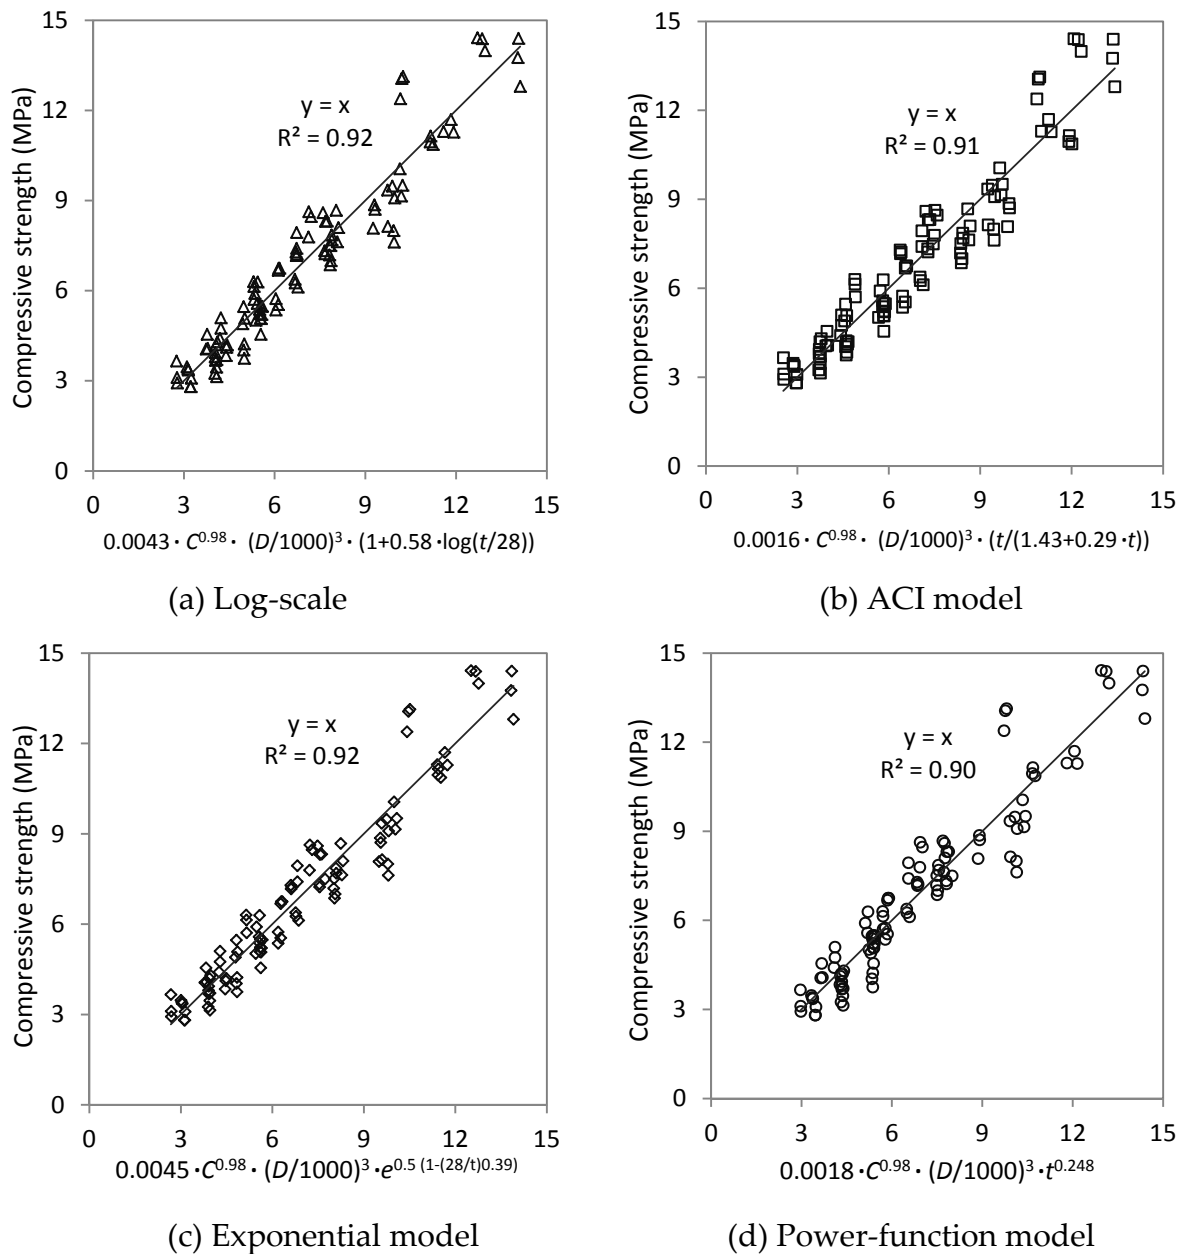 15
12
9
6
3
0
Compressive strength (MPa)
y = x
R² = 0.92
0 3 6 9 12 15
0.0043 · C^0.98 · (D/1000)^3 · (1+0.58 ·log(t/28))
(a) Log-scale
15
12
9
6
3
0
Compressive strength (MPa)
y = x
R² = 0.91
0 3 6 9 12 15
0.0016 · C^0.98 · (D/1000)^3 · (t/(1.43+0.29 · t))
(b) ACI model
15
12
9
6
3
0
Compressive strength (MPa)
y = x
R² = 0.92
0 3 6 9 12 15
0.0045 · C^0.98 · (D/1000)^3 · e^0.5 (1-(28/t)0.39)
(c) Exponential model
15
12
9
6
3
0
Compressive strength (MPa)
y = x
R² = 0.90
0 3 6 9 12 15
0.0018 · C^0.98 · (D/1000)^3 · t^0.248
(d) Power-function model